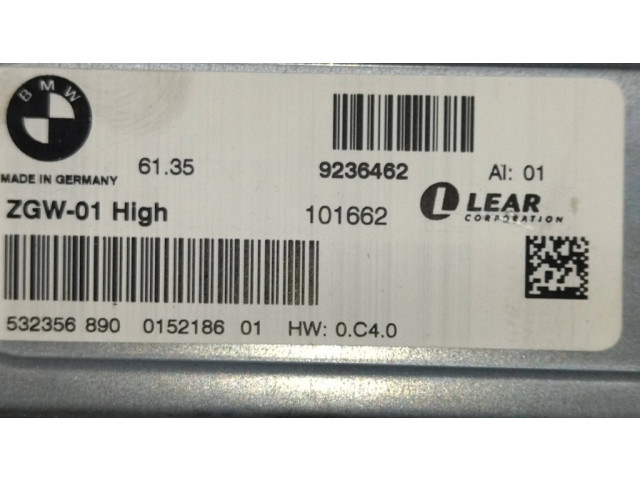 BMW
MADE IN GERMANY
61.35
9236462
AI: 01
ZGW-01 High
101662
L LEAR
CORPORATION
532356 890 0152186 01 HW: 0.C4.0